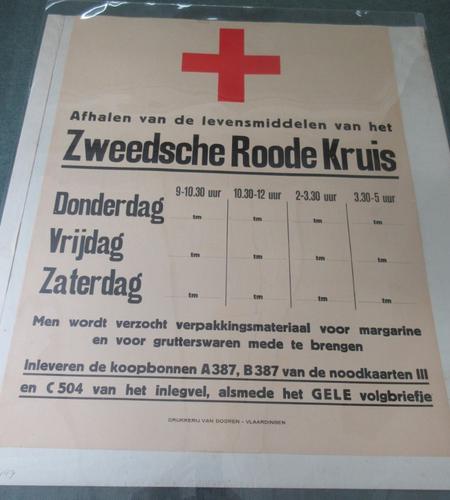 Afhalen van de levensmiddelen van het
Zweedsche Roode Kruis
9-10.30 uur 10.30-12 uur 2-3.30 uur 3.30-5 uur
Donderdag tm tm tm tm
Vrijdag tm tm tm tm
Zaterdag tm tm tm tm
Men wordt verzocht verpakkingsmateriaal voor margarine
en voor grutterswaren mede te brengen
Inleveren de koopbonnen A387, B387 van de noodkaarten III
en C504 van het inlegvel, alsmede het GELE volgbriefje
DRUKKERIJ VAN DOOREN - VLAARDINGEN